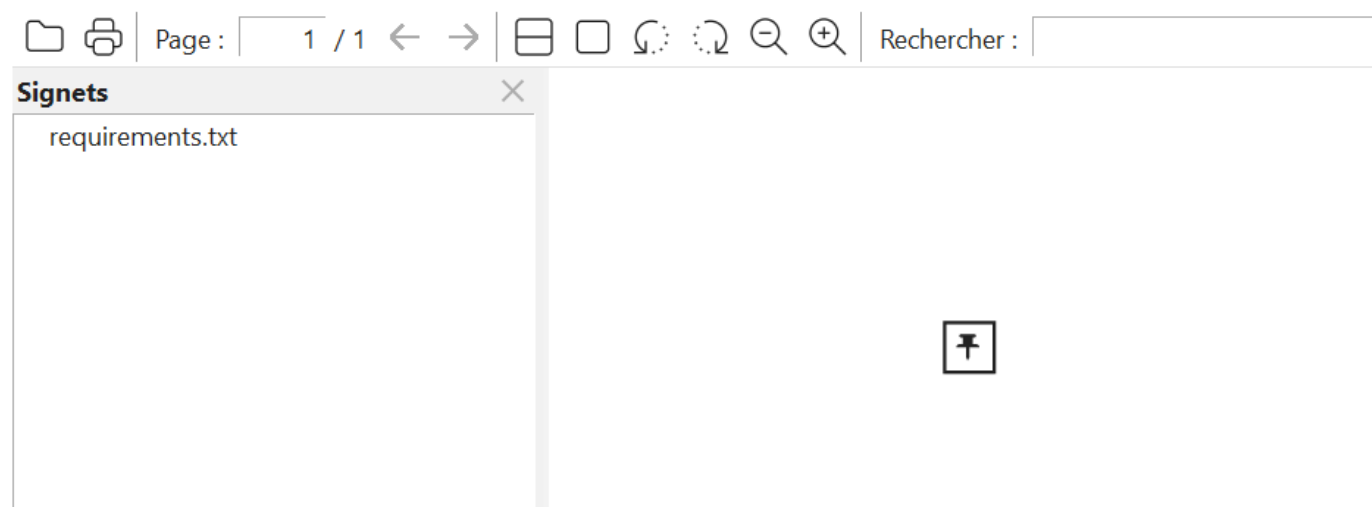 Page : 1 / 1 Rechercher :
Signets
requirements.txt